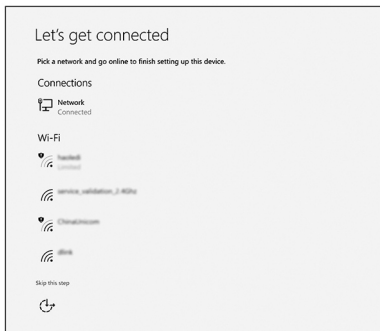 Let's get connected
Pick a network and go online to finish setting up this device.
Connections
Network
Connected
Wi-Fi
Limited
service_validation_2.4Ghz
ChinaUnicom
dlink
Skip this step